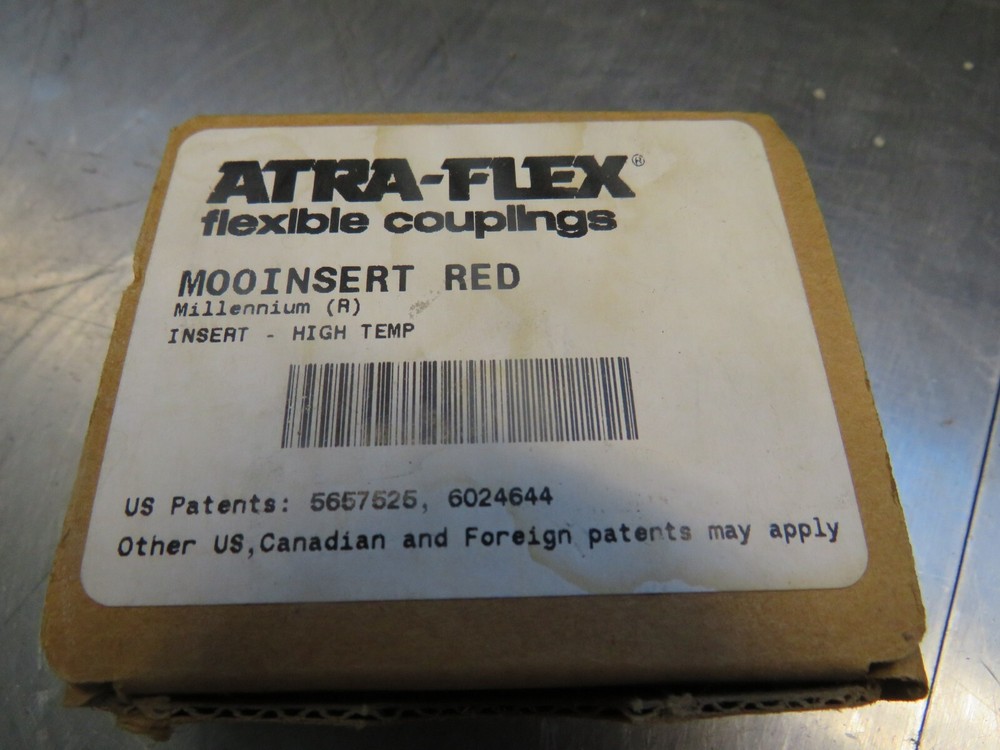 ATRA-FLEX®
flexible couplings
M00INSERT RED
Millennium (R)
INSERT - HIGH TEMP
US Patents: 5657525, 6024644
Other US,Canadian and Foreign patents may apply